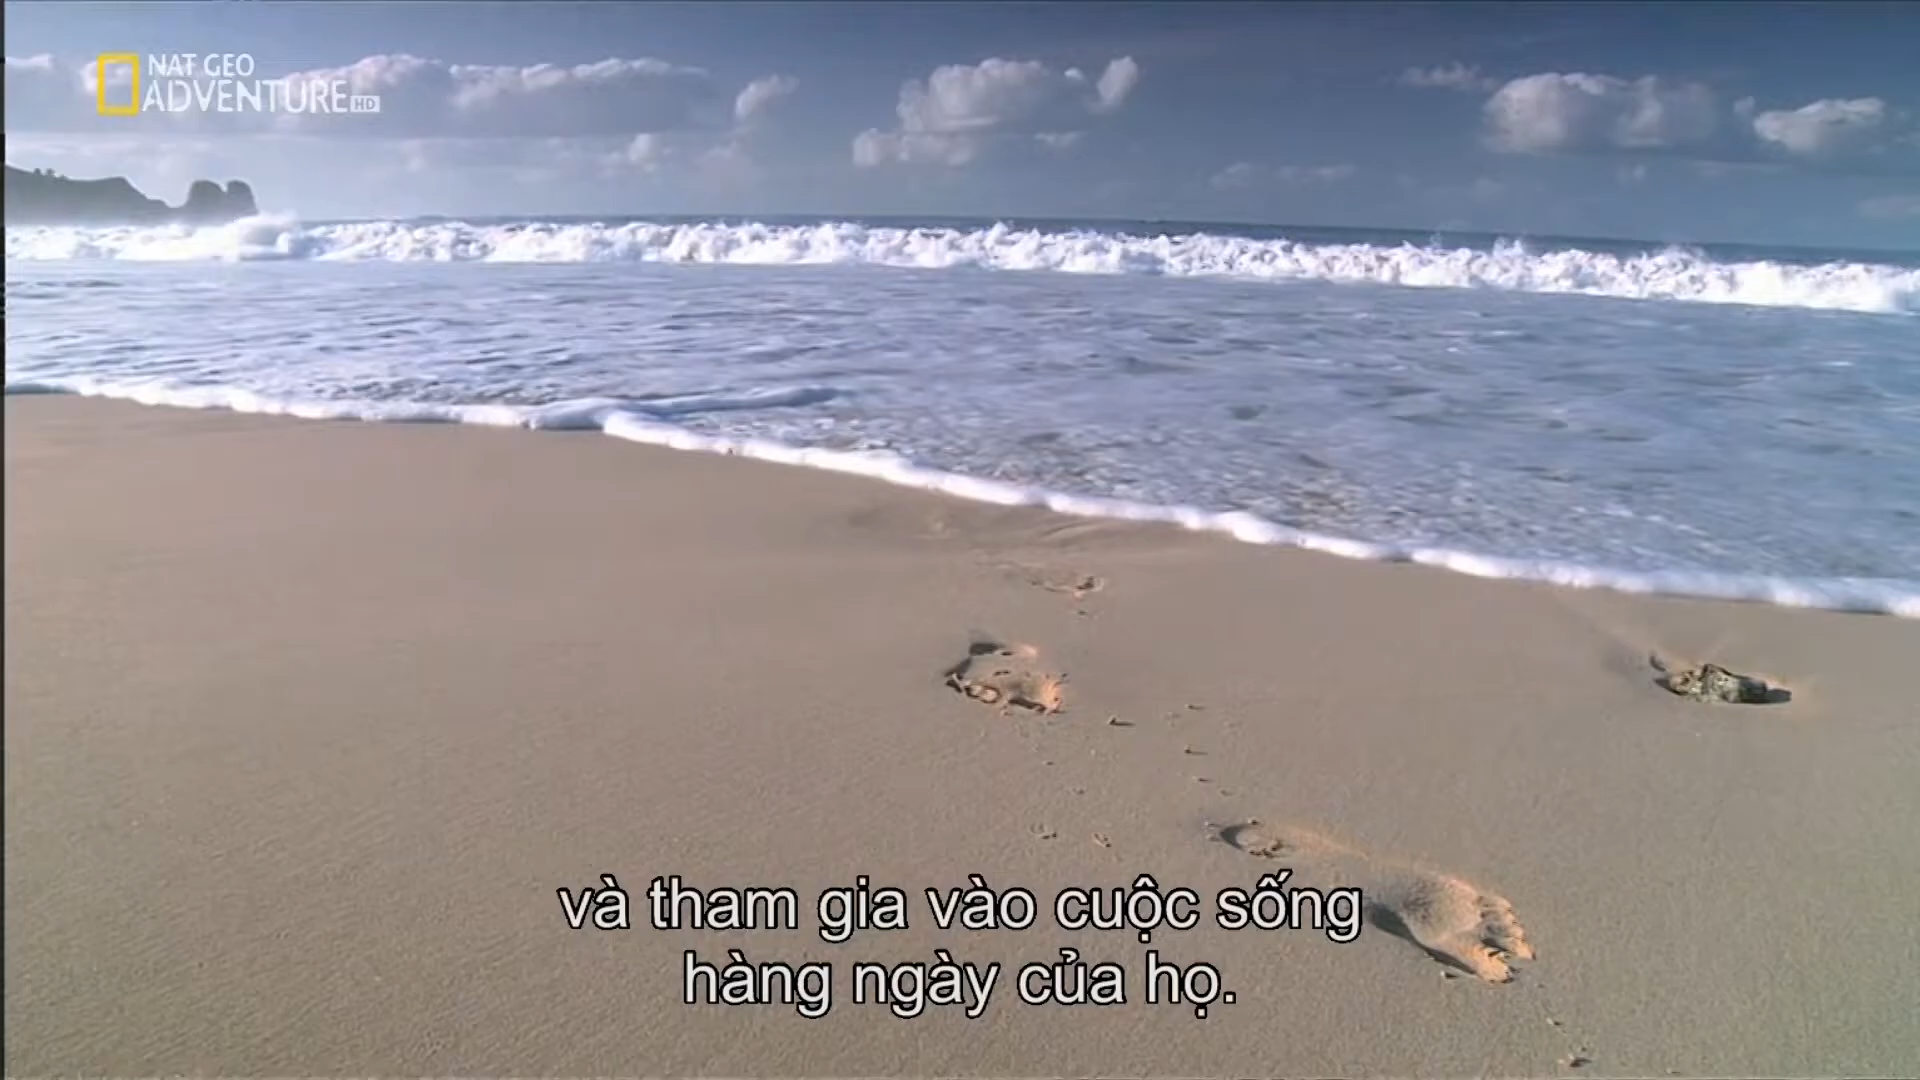 NAT GEO
ADVENTURE HD
và tham gia vào cuộc sống
hàng ngày của họ.